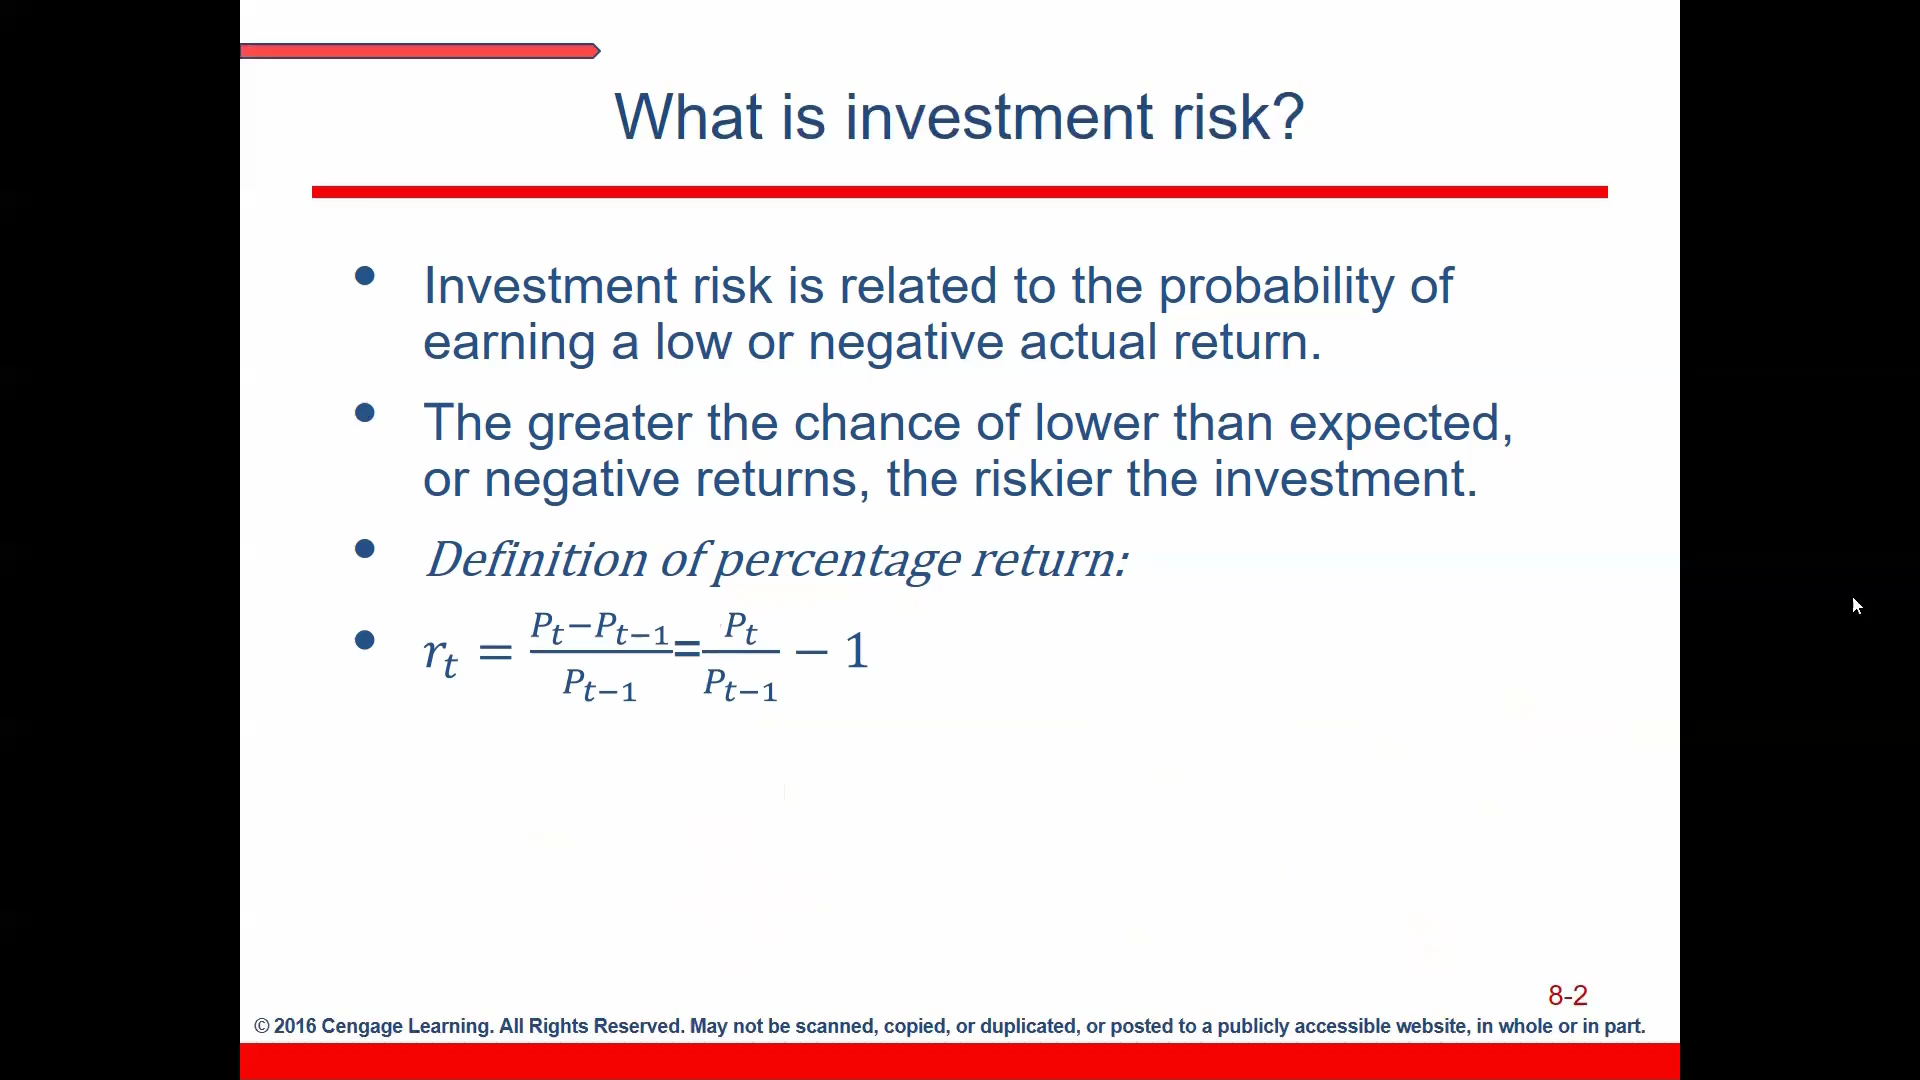 What is investment risk?
• Investment risk is related to the probability of
earning a low or negative actual return.
• The greater the chance of lower than expected,
or negative returns, the riskier the investment.
• Definition of percentage return:
• r_t = (P_t−P_{t−1})/P_{t−1} = P_t/P_{t−1} − 1
8-2
© 2016 Cengage Learning. All Rights Reserved. May not be scanned, copied, or duplicated, or posted to a publicly accessible website, in whole or in part.